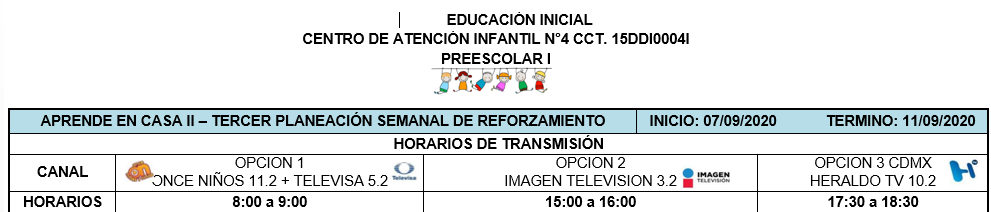 EDUCACIÓN INICIAL
CENTRO DE ATENCIÓN INFANTIL N°4 CCT. 15DDI0004I
PREESCOLAR I
APRENDE EN CASA II – TERCER PLANEACIÓN SEMANAL DE REFORZAMIENTO INICIO: 07/09/2020 TERMINO: 11/09/2020
HORARIOS DE TRANSMISIÓN
CANAL
OPCION 1
ONCE NIÑOS 11.2 + TELEVISA 5.2
Televisa
OPCION 2
IMAGEN TELEVISION 3.2
IMAGEN
TELEVISIÓN
OPCION 3 CDMX
HERALDO TV 10.2
HORARIOS 8:00 a 9:00 15:00 a 16:00 17:30 a 18:30